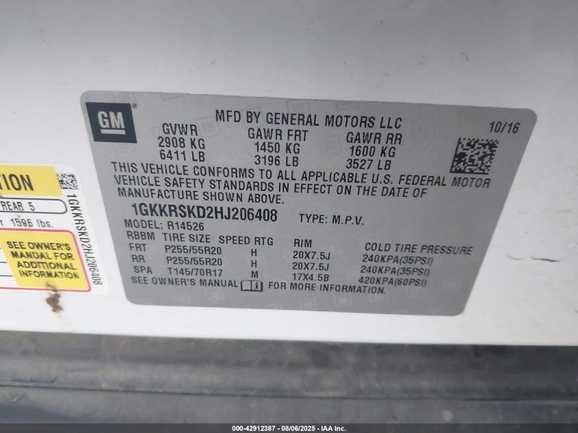 GM
MFD BY GENERAL MOTORS LLC
10/16
GVWR GAWR FRT GAWR RR
2908 KG 1450 KG 1600 KG
6411 LB 3196 LB 3527 LB
THIS VEHICLE CONFORMS TO ALL APPLICABLE U.S. FEDERAL MOTOR
VEHICLE SAFETY STANDARDS IN EFFECT ON THE DATE OF
MANUFACTURE SHOWN ABOVE.
1GKKRSKD2HJ206408 TYPE: M.P.V.
MODEL: R14526
RBBM TIRE SIZE SPEED RTG RIM COLD TIRE PRESSURE
FRT P255/55R20 H 20X7.5J 240KPA(35PSI)
RR P255/55R20 H 20X7.5J 240KPA(35PSI)
SPA T145/70R17 M 17X4.5B 420KPA(60PSI)
SEE OWNER'S MANUAL FOR MORE INFORMATION.
TION
REAR 5
1596 lbs.
SEE OWNER'S
MANUAL FOR
ADDITIONAL
INFORMATION
1GKKRSKD2HJ206408
000-42912387 - 08/06/2025 - IAA Inc.